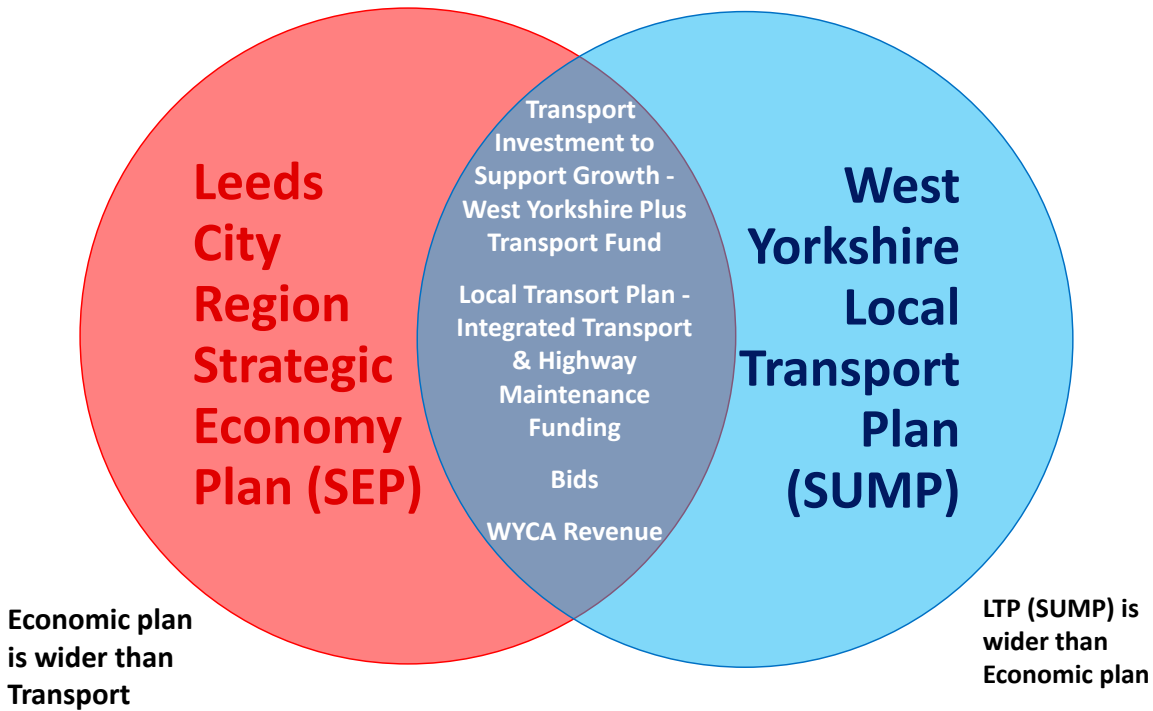 Leeds
City
Region
Strategic
Economy
Plan (SEP)
Transport
Investment to
Support Growth -
West Yorkshire Plus
Transport Fund
Local Transort Plan -
Integrated Transport
& Highway
Maintenance
Funding
Bids
WYCA Revenue
West
Yorkshire
Local
Transport
Plan
(SUMP)
Economic plan
is wider than
Transport
LTP (SUMP) is
wider than
Economic plan